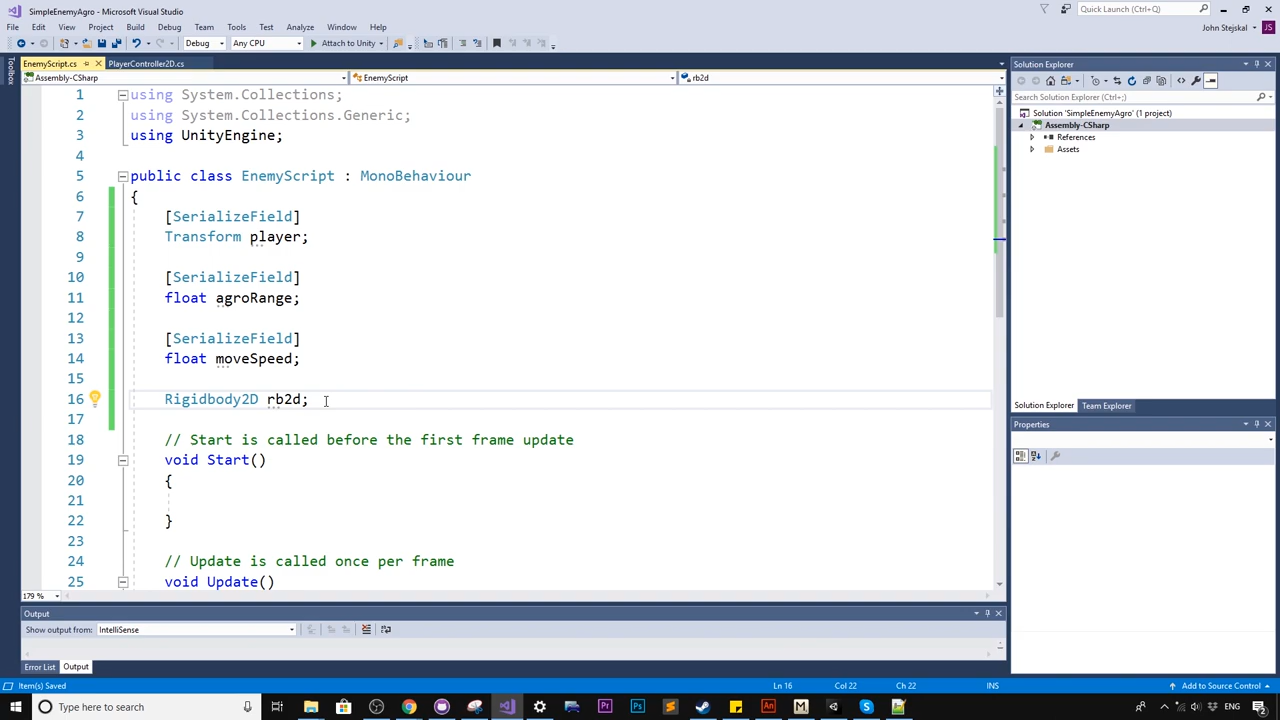 SimpleEnemyAgro - Microsoft Visual Studio
Quick Launch (Ctrl+Q)
File Edit View Project Build Debug Team Tools Test Analyze Window Help
John Stejskal JS
Debug Any CPU Attach to Unity
Toolbox
EnemyScript.cs PlayerController2D.cs
Assembly-CSharp EnemyScript rb2d
1 using System.Collections;
2 using System.Collections.Generic;
3 using UnityEngine;
4
5 public class EnemyScript : MonoBehaviour
6 {
7 [SerializeField]
8 Transform player;
9
10 [SerializeField]
11 float agroRange;
12
13 [SerializeField]
14 float moveSpeed;
15
16 Rigidbody2D rb2d;
17
18 // Start is called before the first frame update
19 void Start()
20 {
21
22 }
23
24 // Update is called once per frame
25 void Update()
179 %
Solution Explorer
Search Solution Explorer (Ctrl+;)
Solution 'SimpleEnemyAgro' (1 project)
Assembly-CSharp
References
Assets
Solution Explorer Team Explorer
Properties
Output
Show output from: IntelliSense
Error List Output
Item(s) Saved Ln 16 Col 22 Ch 22 INS Add to Source Control
Type here to search
Pr Ps An M